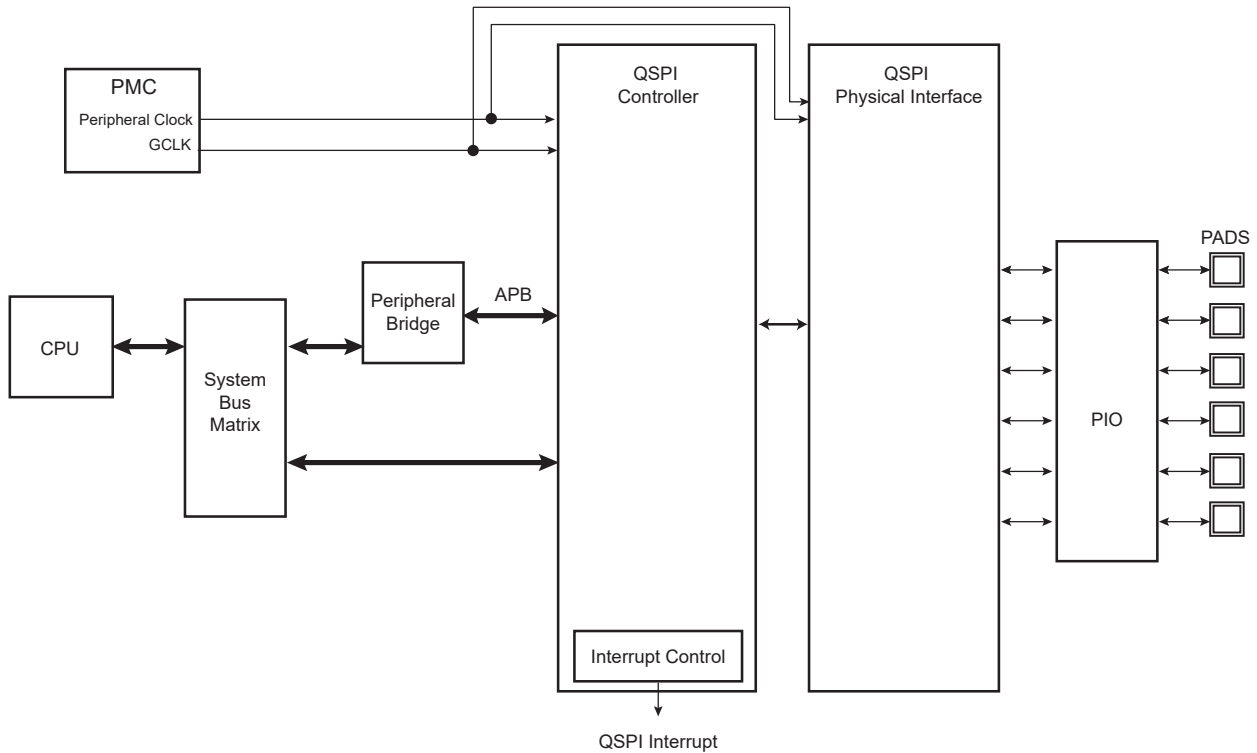 PMC
Peripheral Clock
GCLK
QSPI
Controller
QSPI
Physical Interface
PADS
Peripheral
Bridge
APB
CPU
System
Bus
Matrix
PIO
Interrupt Control
QSPI Interrupt